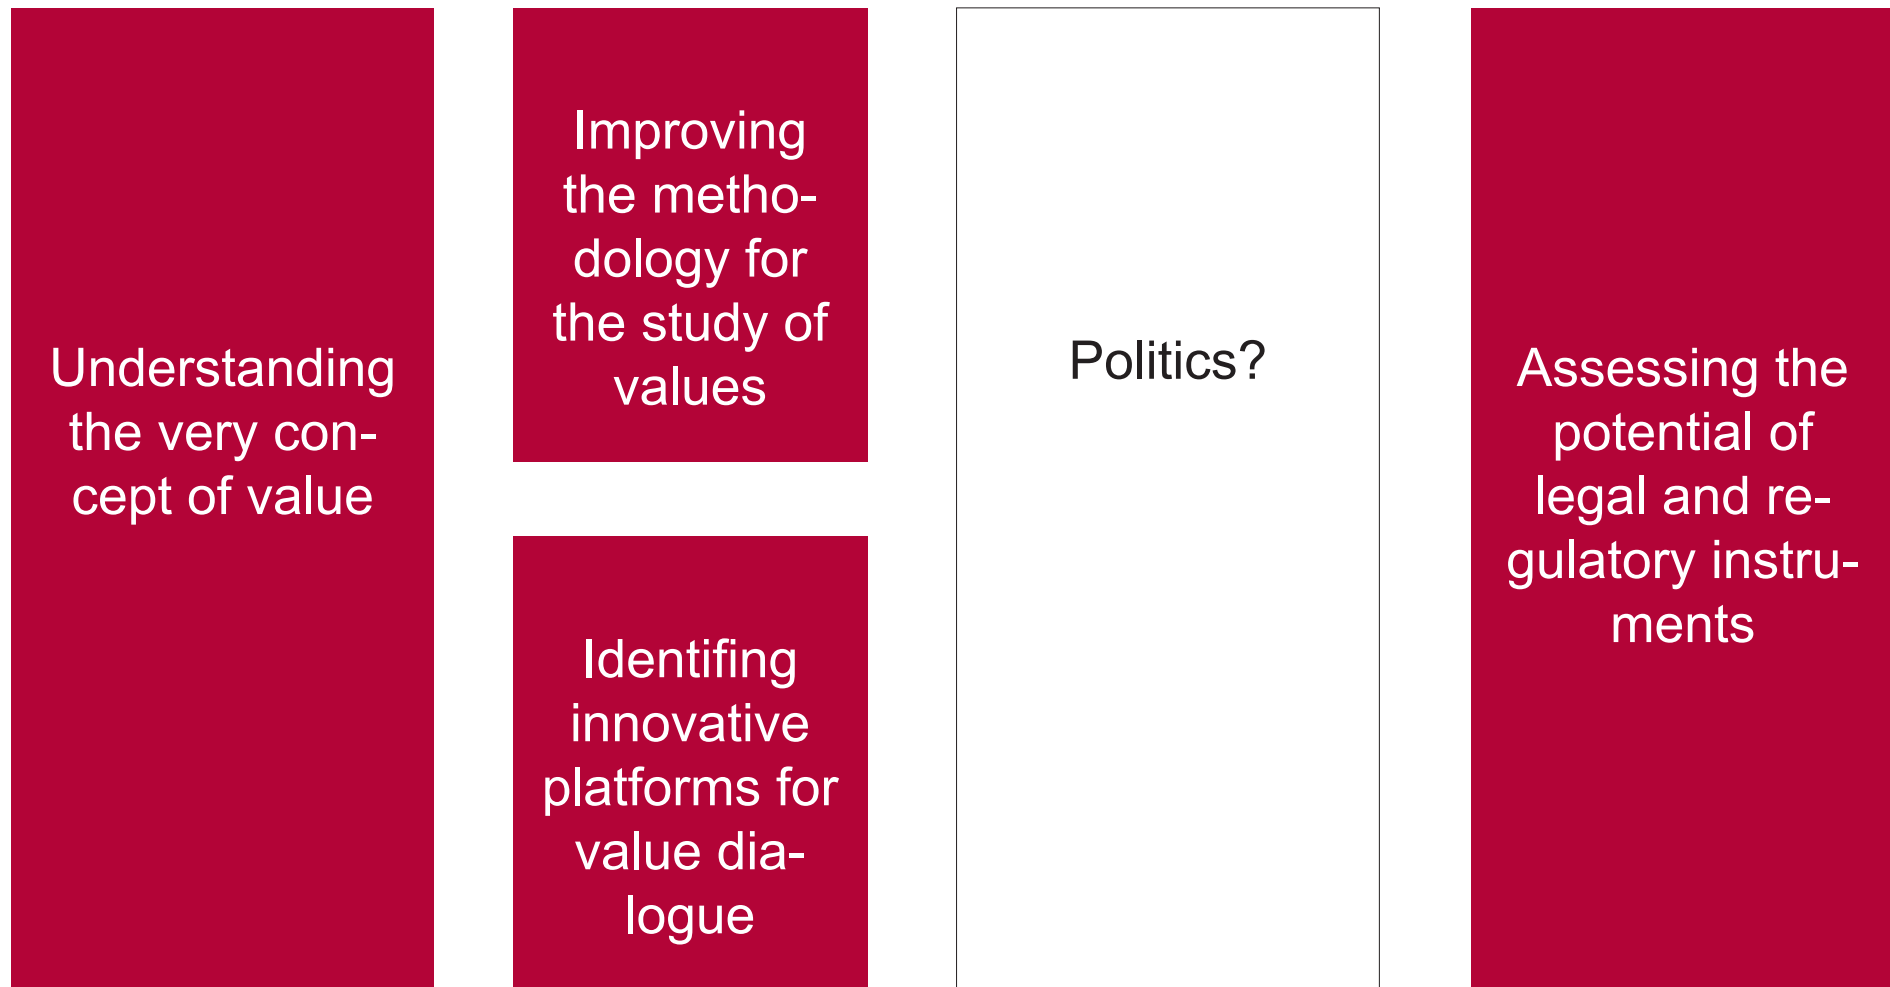 Understanding
the very con-
cept of value
Improving
the metho-
dology for
the study of
values
Identifing
innovative
platforms for
value dia-
logue
Politics?
Assessing the
potential of
legal and re-
gulatory instru-
ments